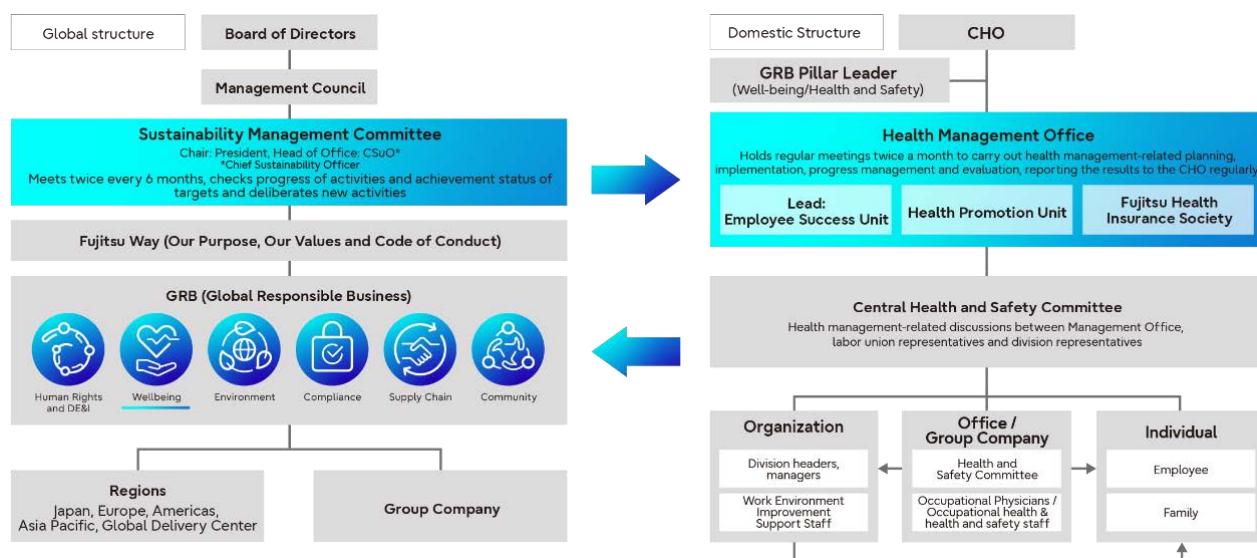 Global structure
Board of Directors
Management Council
Sustainability Management Committee
Chair: President, Head of Office: CSuO*
*Chief Sustainability Officer
Meets twice every 6 months, checks progress of activities and achievement status of
targets and deliberates new activities
Fujitsu Way (Our Purpose, Our Values and Code of Conduct)
GRB (Global Responsible Business)
Human Rights
and DE&I
Wellbeing
Environment
Compliance
Supply Chain
Community
Regions
Japan, Europe, Americas,
Asia Pacific, Global Delivery Center
Group Company
Domestic Structure
CHO
GRB Pillar Leader
(Well-being/Health and Safety)
Health Management Office
Holds regular meetings twice a month to carry out health management-related planning,
implementation, progress management and evaluation, reporting the results to the CHO regularly
Lead:
Employee Success Unit
Health Promotion Unit
Fujitsu Health
Insurance Society
Central Health and Safety Committee
Health management-related discussions between Management Office,
labor union representatives and division representatives
Organization
Division headers,
managers
Work Environment
Improvement
Support Staff
Office /
Group Company
Health and
Safety Committee
Occupational Physicians /
Occupational health &
health and safety staff
Individual
Employee
Family